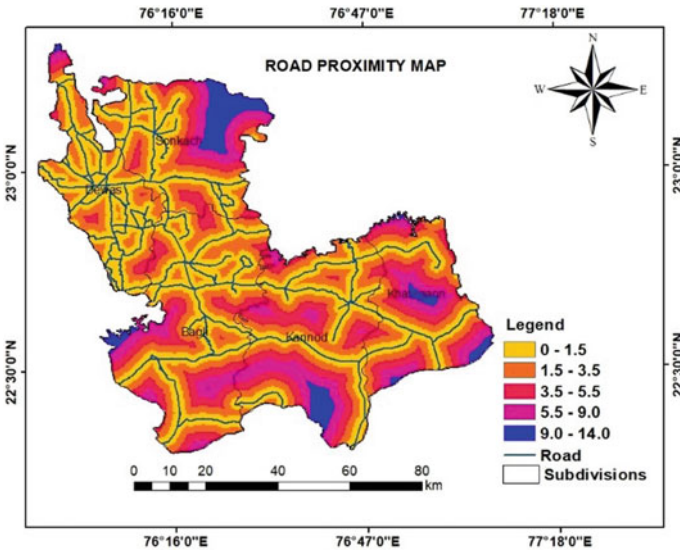 76°16'0"E 76°47'0"E 77°18'0"E
ROAD PROXIMITY MAP
N
W E
S
23°0'0"N 23°0'0"N
Sonkach
Dewas
Bagli
Kannod
22°30'0"N 22°30'0"N
Legend
0 - 1.5
1.5 - 3.5
3.5 - 5.5
5.5 - 9.0
9.0 - 14.0
Road
Subdivisions
0 10 20 40 60 80
km
76°16'0"E 76°47'0"E 77°18'0"E